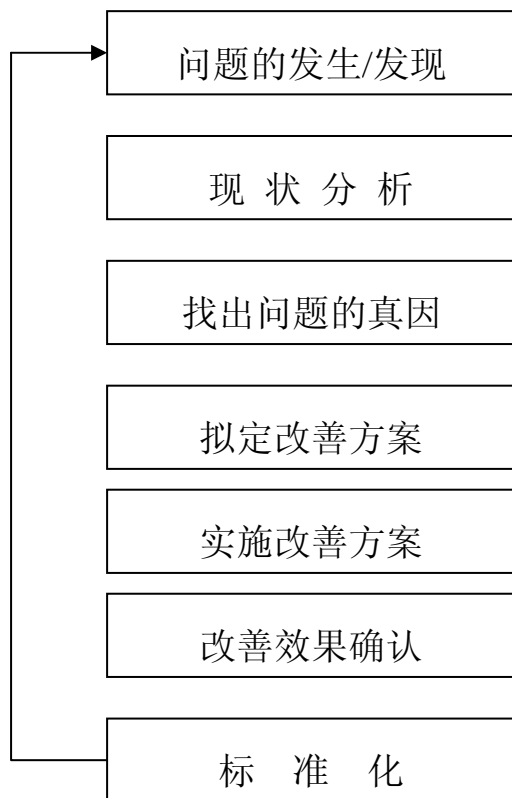 问题的发生/发现
现 状 分 析
找出问题的真因
拟定改善方案
实施改善方案
改善效果确认
标 准 化